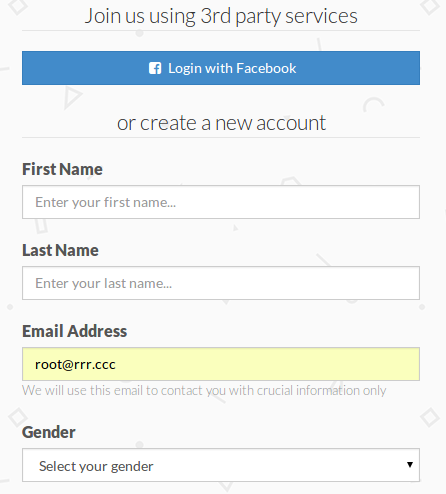 Join us using 3rd party services
Login with Facebook
or create a new account
First Name
Enter your first name...
Last Name
Enter your last name...
Email Address
root@rrr.ccc
We will use this email to contact you with crucial information only
Gender
Select your gender